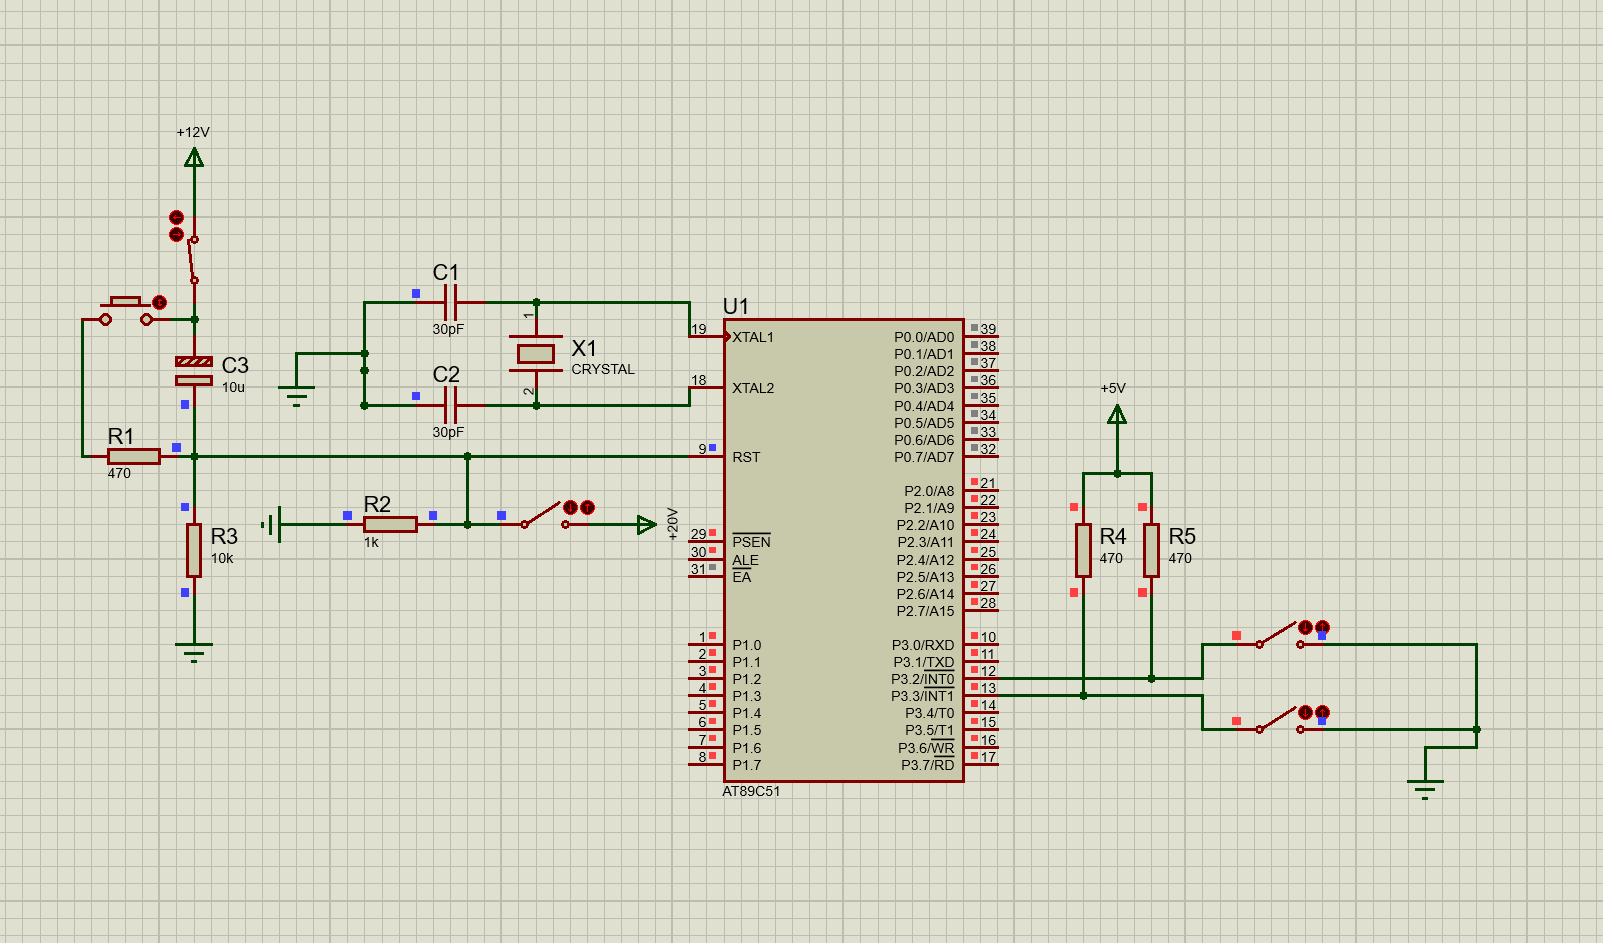 +12V
C3
10u
R1
470
R3
10k
C1
30pF
C2
30pF
1
2
X1
CRYSTAL
R2
1k
+20V
U1
19 XTAL1
18 XTAL2
9 RST
29 PSEN
30 ALE
31 EA
1 P1.0
2 P1.1
3 P1.2
4 P1.3
5 P1.4
6 P1.5
7 P1.6
8 P1.7
P0.0/AD0 39
P0.1/AD1 38
P0.2/AD2 37
P0.3/AD3 36
P0.4/AD4 35
P0.5/AD5 34
P0.6/AD6 33
P0.7/AD7 32
P2.0/A8 21
P2.1/A9 22
P2.2/A10 23
P2.3/A11 24
P2.4/A12 25
P2.5/A13 26
P2.6/A14 27
P2.7/A15 28
P3.0/RXD 10
P3.1/TXD 11
P3.2/INT0 12
P3.3/INT1 13
P3.4/T0 14
P3.5/T1 15
P3.6/WR 16
P3.7/RD 17
AT89C51
+5V
R4
470
R5
470